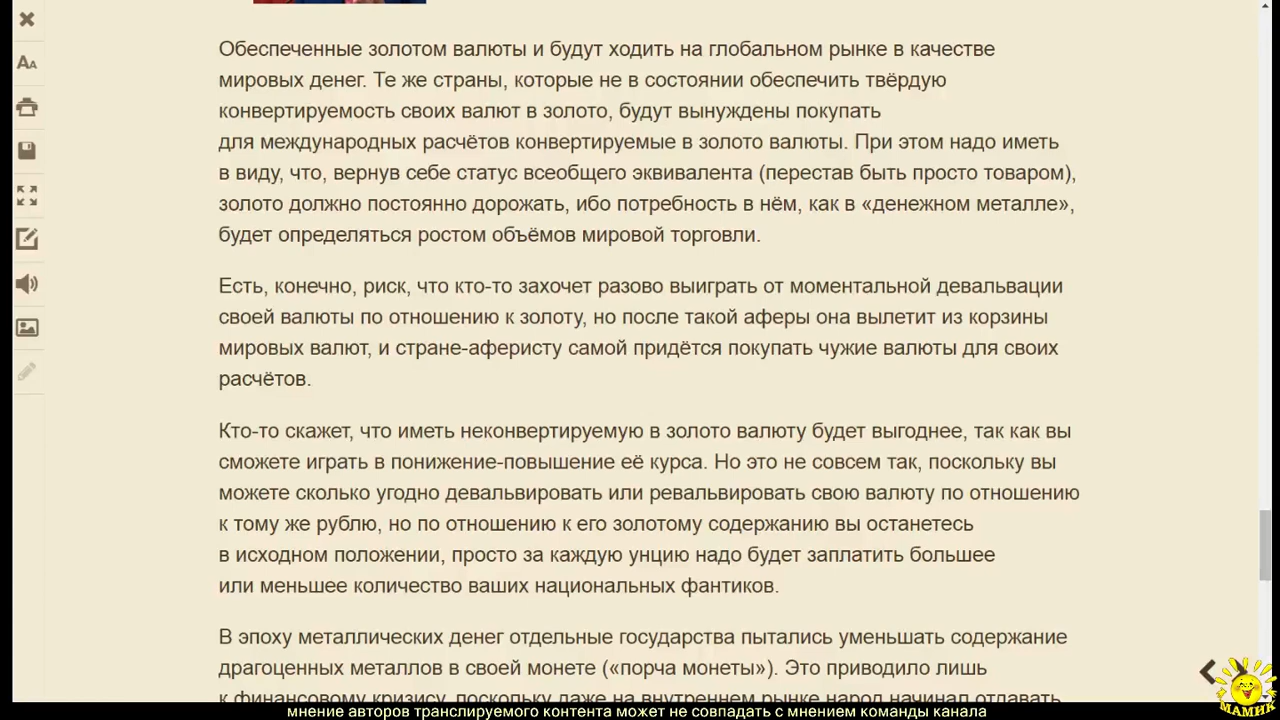 Обеспеченные золотом валюты и будут ходить на глобальном рынке в качестве
мировых денег. Те же страны, которые не в состоянии обеспечить твёрдую
конвертируемость своих валют в золото, будут вынуждены покупать
для международных расчётов конвертируемые в золото валюты. При этом надо иметь
в виду, что, вернув себе статус всеобщего эквивалента (перестав быть просто товаром),
золото должно постоянно дорожать, ибо потребность в нём, как в «денежном металле»,
будет определяться ростом объёмов мировой торговли.
Есть, конечно, риск, что кто-то захочет разово выиграть от моментальной девальвации
своей валюты по отношению к золоту, но после такой аферы она вылетит из корзины
мировых валют, и стране-аферисту самой придётся покупать чужие валюты для своих
расчётов.
Кто-то скажет, что иметь неконвертируемую в золото валюту будет выгоднее, так как вы
сможете играть в понижение-повышение её курса. Но это не совсем так, поскольку вы
можете сколько угодно девальвировать или ревальвировать свою валюту по отношению
к тому же рублю, но по отношению к его золотому содержанию вы останетесь
в исходном положении, просто за каждую унцию надо будет заплатить большее
или меньшее количество ваших национальных фантиков.
В эпоху металлических денег отдельные государства пытались уменьшать содержание
драгоценных металлов в своей монете («порча монеты»). Это приводило лишь
к финансовому кризису, поскольку даже на внутреннем рынке народ начинал отдавать
МАМИК
мнение авторов транслируемого контента может не совпадать с мнением команды канала